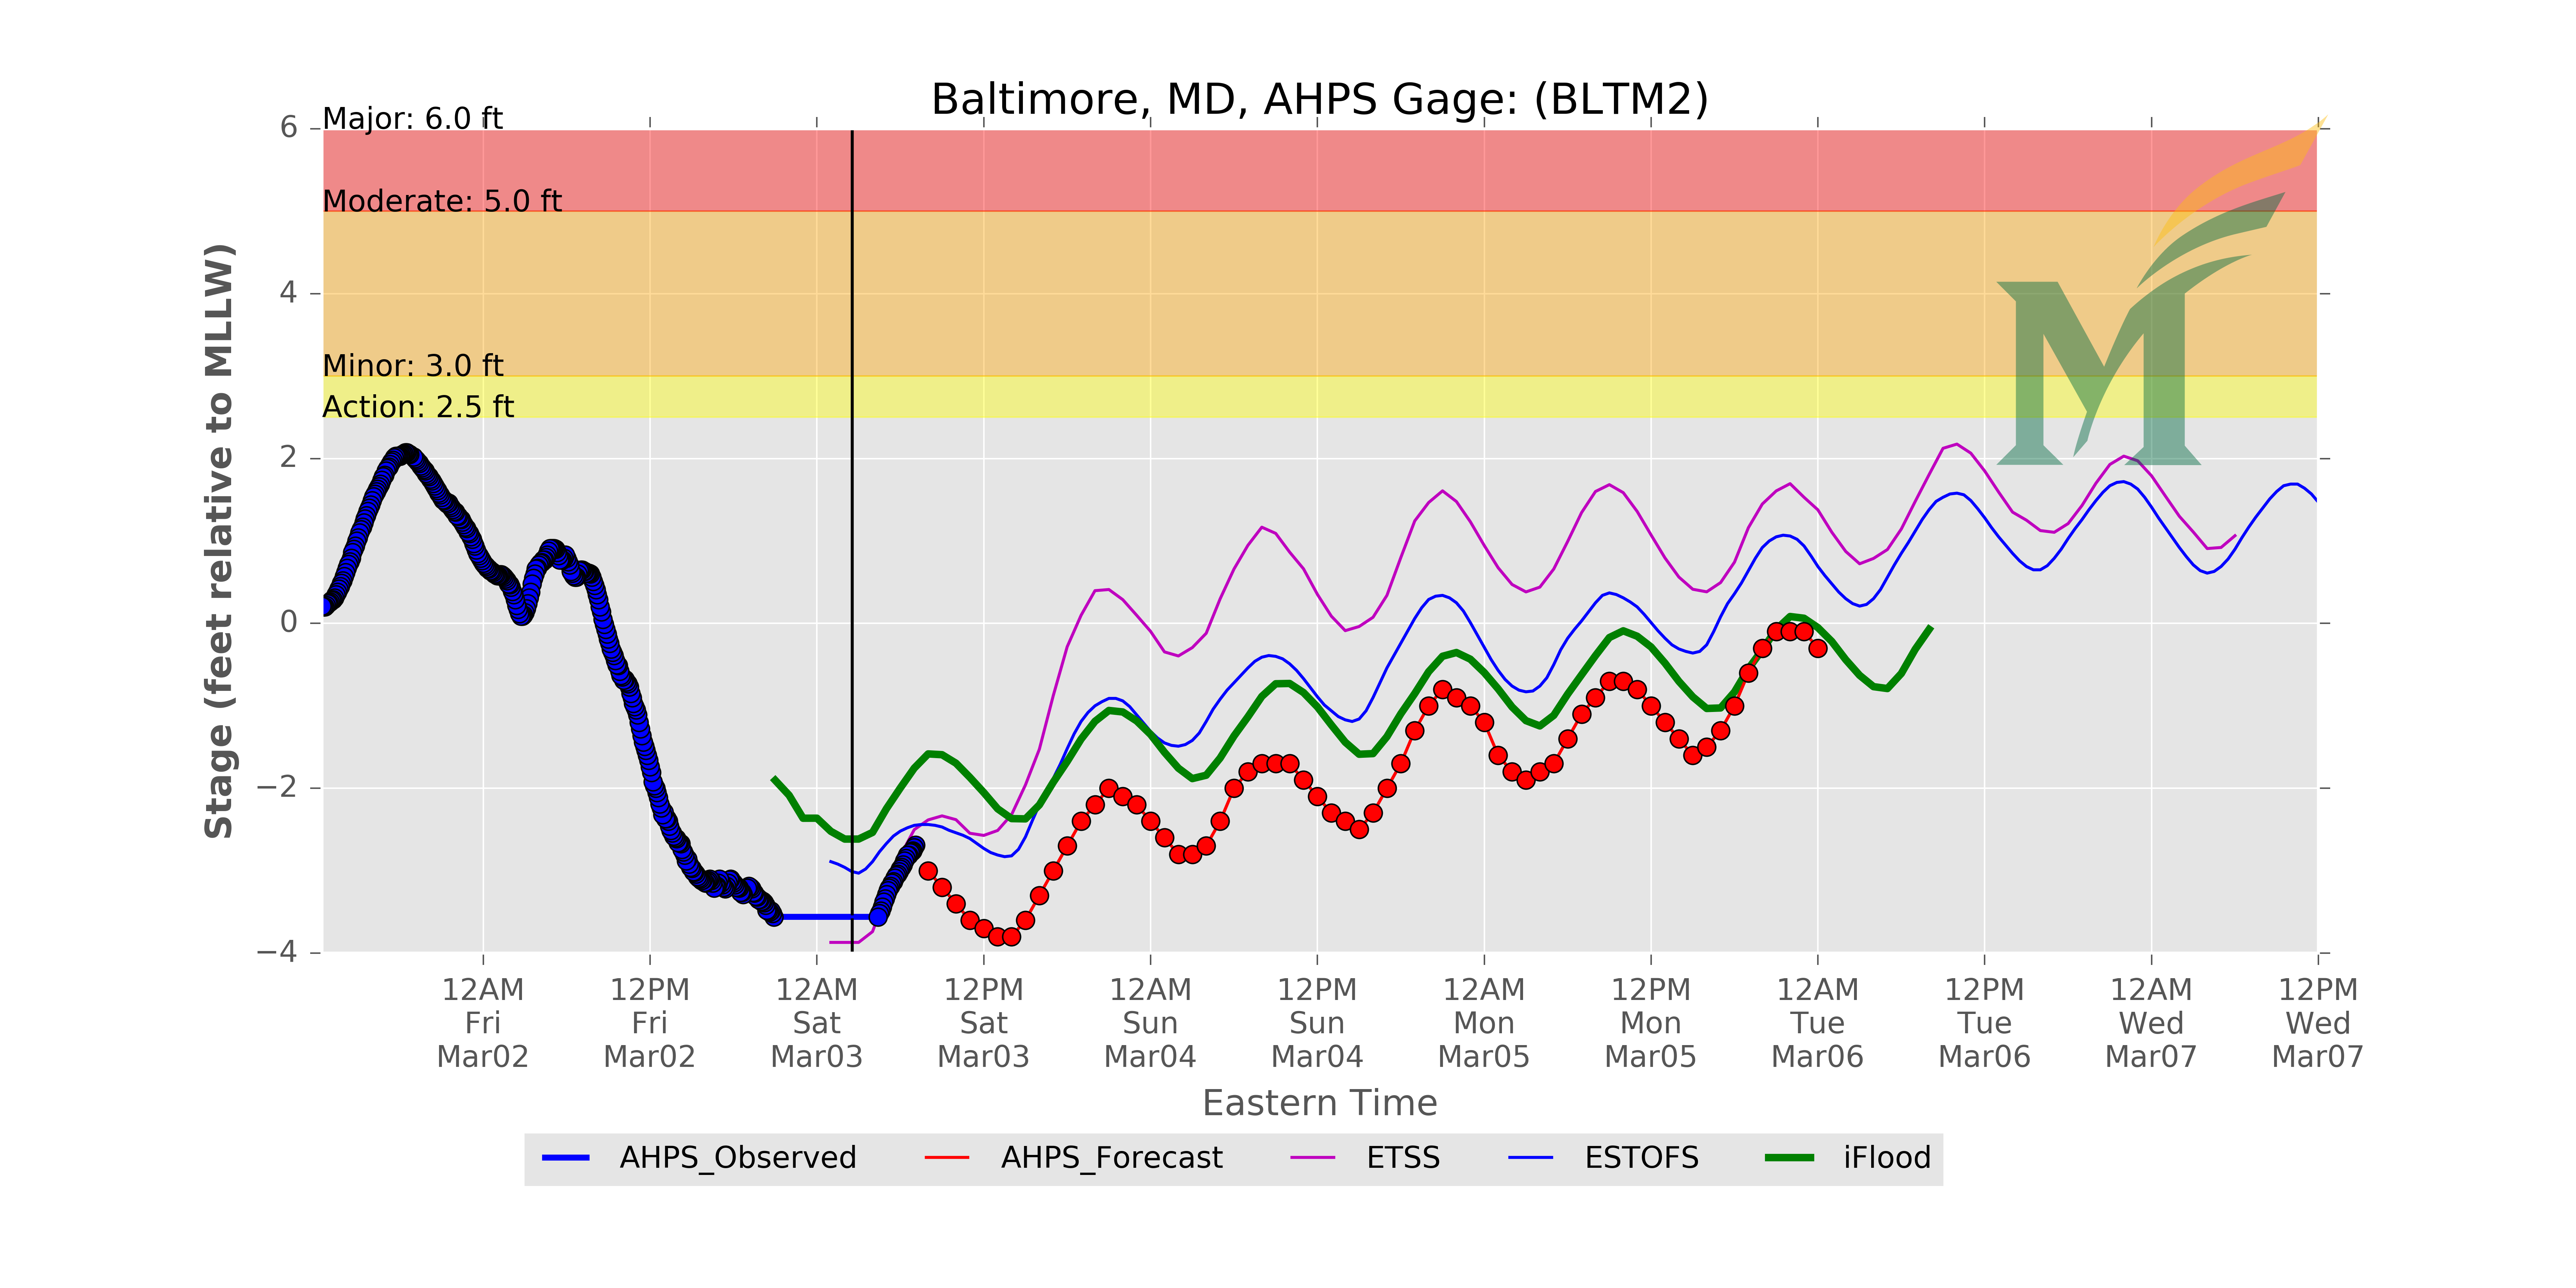 Baltimore, MD, AHPS Gage: (BLTM2)
Major: 6.0 ft
Moderate: 5.0 ft
Minor: 3.0 ft
Action: 2.5 ft
6
4
2
0
−2
−4
Stage (feet relative to MLLW)
12AM 12PM 12AM 12PM 12AM 12PM 12AM 12PM 12AM 12PM 12AM 12PM
Fri Fri Sat Sat Sun Sun Mon Mon Tue Tue Wed Wed
Mar02 Mar02 Mar03 Mar03 Mar04 Mar04 Mar05 Mar05 Mar06 Mar06 Mar07 Mar07
Eastern Time
AHPS_Observed AHPS_Forecast ETSS ESTOFS iFlood
M